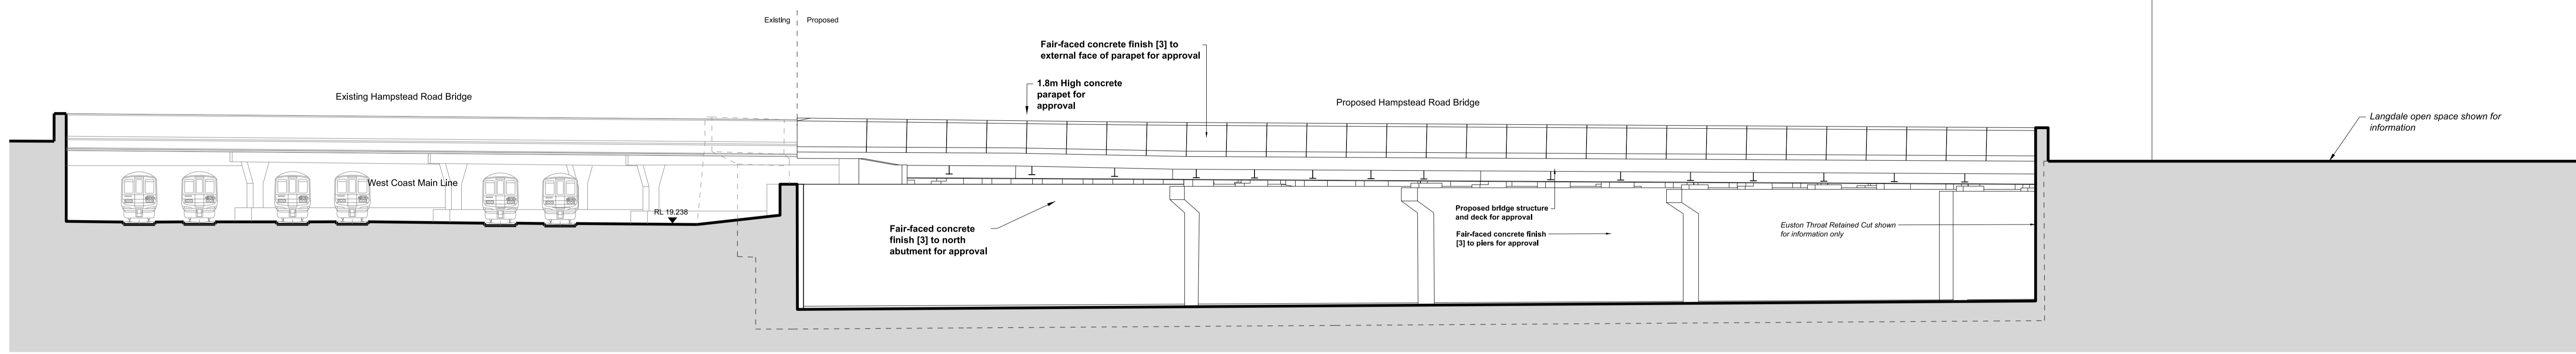 Existing
Proposed
Fair-faced concrete finish [3] to
external face of parapet for approval
1.8m High concrete
parapet for
approval
Existing Hampstead Road Bridge
Proposed Hampstead Road Bridge
Langdale open space shown for
information
West Coast Main Line
RL 19.238
Fair-faced concrete
finish [3] to north
abutment for approval
Proposed bridge structure
and deck for approval
Fair-faced concrete finish
[3] to piers for approval
Euston Throat Retained Cut shown
for information only